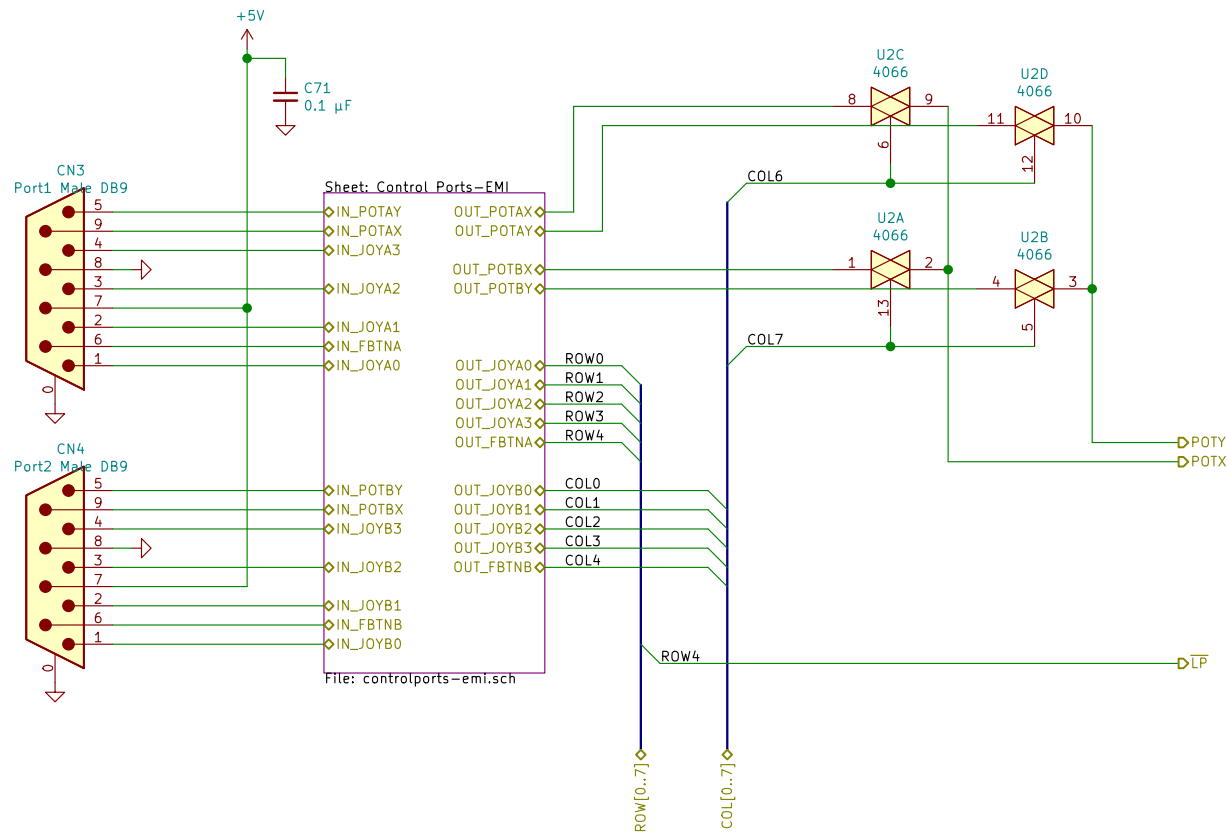 +5V
C71
0.1 µF
U2C
4066
8
9
6
U2D
4066
11
10
12
COL6
CN3
Port1 Male DB9
5
9
4
8
3
7
2
6
1
0
Sheet: Control Ports-EMI
IN_POTAY
IN_POTAX
IN_JOYA3
IN_JOYA2
IN_JOYA1
IN_FBTNA
IN_JOYA0
OUT_POTAX
OUT_POTAY
OUT_POTBX
OUT_POTBY
OUT_JOYA0
OUT_JOYA1
OUT_JOYA2
OUT_JOYA3
OUT_FBTNA
ROW0
ROW1
ROW2
ROW3
ROW4
U2A
4066
1
2
13
U2B
4066
4
3
5
COL7
POTY
POTX
CN4
Port2 Male DB9
5
9
4
8
3
7
2
6
1
0
IN_POTBY
IN_POTBX
IN_JOYB3
IN_JOYB2
IN_JOYB1
IN_FBTNB
IN_JOYB0
OUT_JOYB0
OUT_JOYB1
OUT_JOYB2
OUT_JOYB3
OUT_FBTNB
COL0
COL1
COL2
COL3
COL4
ROW4
LP
File: controlports-emi.sch
ROW[0..7]
COL[0..7]